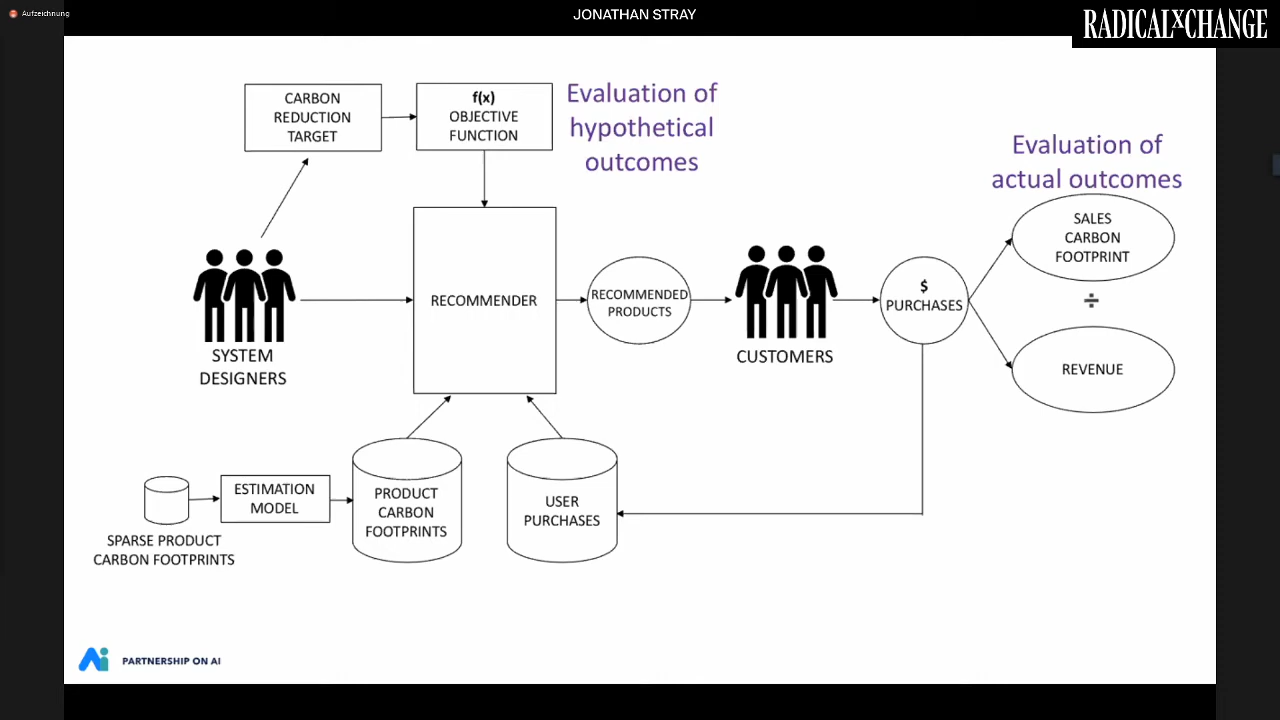 Aufzeichnung
JONATHAN STRAY
RADICALXCHANGE
CARBON
REDUCTION
TARGET
f(x)
OBJECTIVE
FUNCTION
Evaluation of
hypothetical
outcomes
Evaluation of
actual outcomes
SALES
CARBON
FOOTPRINT
÷
REVENUE
SYSTEM
DESIGNERS
RECOMMENDER
RECOMMENDED
PRODUCTS
CUSTOMERS
$
PURCHASES
SPARSE PRODUCT
CARBON FOOTPRINTS
ESTIMATION
MODEL
PRODUCT
CARBON
FOOTPRINTS
USER
PURCHASES
PARTNERSHIP ON AI